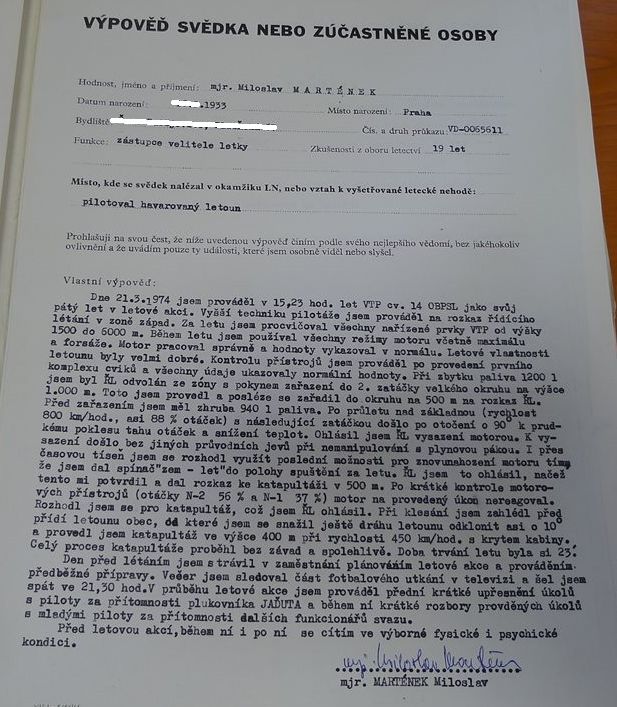 VÝPOVĚĎ SVĚDKA NEBO ZÚČASTNĚNÉ OSOBY
Hodnost, jméno a příjmení: mjr. Miloslav M A R T Ě N E K
Datum narození: .1933 Místo narození: Praha
Bydliště Čís. a druh průkazu: VD-0065611
Funkce: zástupce velitele letky Zkušenosti z oboru letectví 19 let
Místo, kde se svědek nalézal v okamžiku LN, nebo vztah k vyšetřované letecké nehodě:
pilotoval havarovaný letoun
Prohlašuji na svou čest, že níže uvedenou výpověď činím podle svého nejlepšího vědomí, bez jakéhokoliv
ovlivnění a že uvádím pouze ty události, které jsem osobně viděl nebo slyšel.
Vlastní výpověď:
Dne 21.3.1974 jsem prováděl v 15,23 hod. let VTP cv. 14 OBPSL jako svůj
pátý let v letové akci. Vyšší techniku pilotáže jsem prováděl na rozkaz řídícího
létání v zoně západ. Za letu jsem procvičoval všechny nařízené prvky VTP od výšky
1500 do 6000 m. Během letu jsem používal všechny režimy motoru včetně maximálu
a forsáže. Motor pracoval správně a hodnoty vykazoval v normálu. Letové vlastnosti
letounu byly velmi dobré. Kontrolu přístrojů jsem prováděl po provedení prvního
komplexu cviků a všechny údaje ukazovaly normální hodnoty. Při zbytku paliva 1200 l
jsem byl ŘL odvolán ze zóny s pokynem zařazení do 2. zatáčky velkého okruhu na výšce
1.000 m. Toto jsem provedl a posléze se zařadil do okruhu na 500 m na rozkaz ŘL.
Před zařazením jsem měl zhruba 940 l paliva. Po průletu nad základnou (rychlost
800 km/hod., asi 88 % otáček) s následující zatáčkou došlo po otočení o 90° k prud-
kému poklesu tahu otáček a snížení teplot. Ohlásil jsem ŘL vysazení motorou. K vy-
sazení došlo bez jiných průvodních jevů při nemanipulování s plynovou pákou. I přes
časovou tíseň jsem se rozhodl využít poslední možnosti pro znovunahození motoru tím,
že jsem dal spínač"zem - let"do polohy spuštění za letu. ŘL jsem to ohlásil, načež
tento mi potvrdil a dal rozkaz ke katapultáži v 500 m. Po krátké kontrole motoro-
vých přístrojů (otáčky N-2 56 % a N-1 37 %) motor na provedený úkon nereagoval.
Rozhodl jsem se pro katapultáž, což jsem ŘL ohlásil. Při klesání jsem zahlédl před
přídí letounu obec, od které jsem se snažil ještě dráhu letounu odklonit asi o 10°
a provedl jsem katapultáž ve výšce 400 m při rychlosti 450 km/hod. s krytem kabiny.
Celý proces katapultáže proběhl bez závad a spolehlivě. Doba trvání letu byla si 23.
Den před létáním jsem strávil v zaměstnání plánováním letové akce a prováděním
předběžné přípravy. Večer jsem sledoval část fotbalového utkání v televizi a šel jsem
spát ve 21,30 hod.V průběhu letové akce jsem prováděl přední krátké upřesnění úkolů
s piloty za přítomnosti plukovníka JAĎUTA a během ní krátké rozbory prováděných úkolů
s mladými piloty za přítomnosti dalších funkcionářů svazu.
Před letovou akcí,během ní i po ní se cítím ve výborné fysické i psychické
kondici.
mjr. MARTĚNEK Miloslav